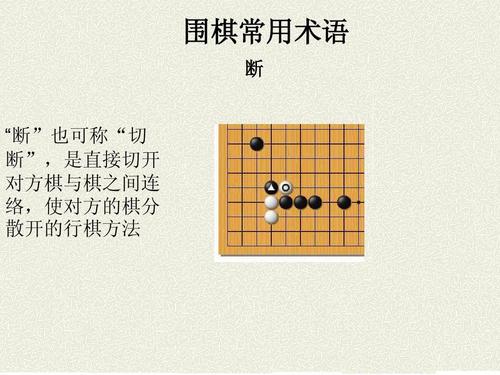 围棋常用术语
断
“断”也可称“切
断”，是直接切开
对方棋与棋之间连
络，使对方的棋分
散开的行棋方法